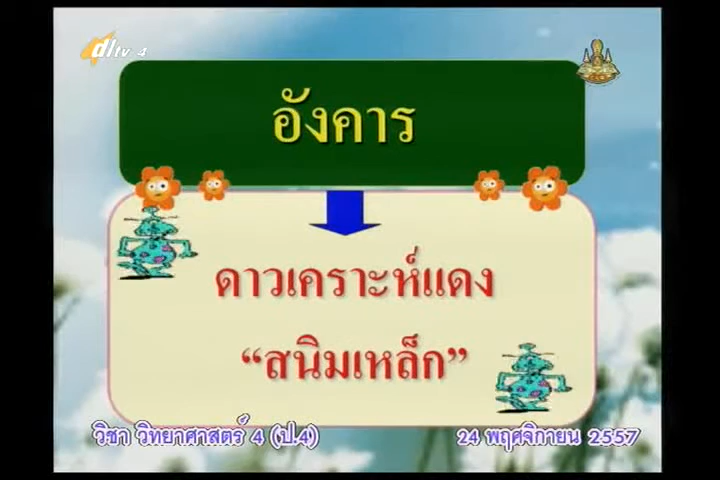 dltv 4
อังคาร
ดาวเคราะห์แดง
“สนิมเหล็ก”
วิชา วิทยาศาสตร์ 4 (ป.4)
24 พฤศจิกายน 2557